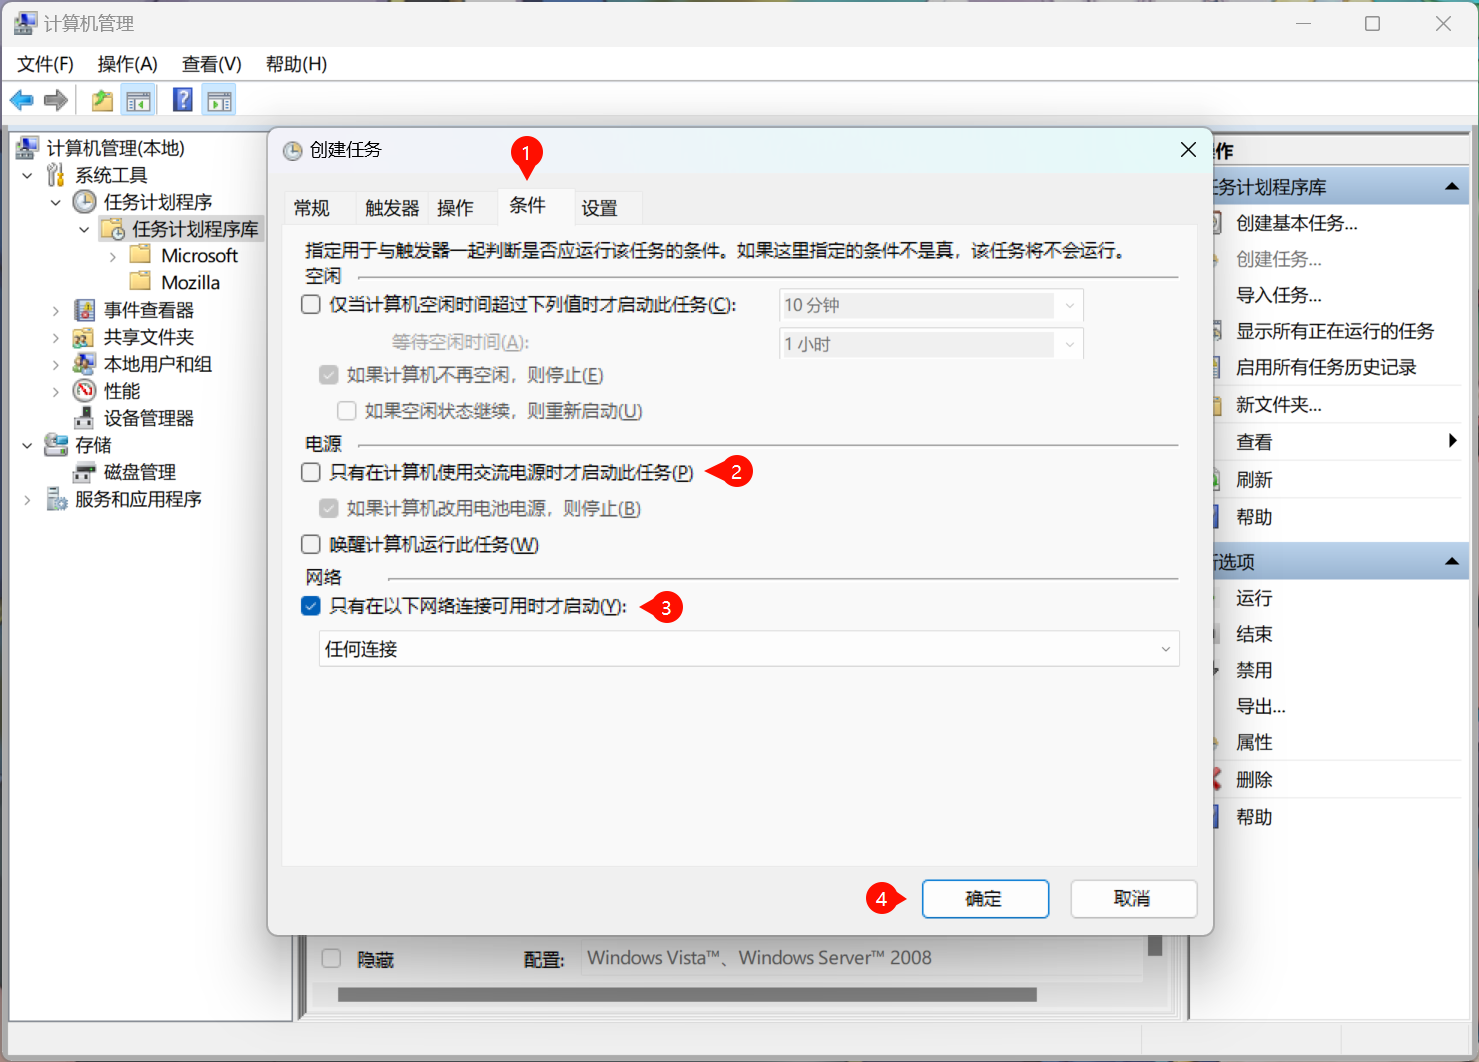 计算机管理
文件(F) 操作(A) 查看(V) 帮助(H)
计算机管理(本地)
系统工具
任务计划程序
任务计划程序库
Microsoft
Mozilla
事件查看器
共享文件夹
本地用户和组
性能
设备管理器
存储
磁盘管理
服务和应用程序
创建任务
1
常规 触发器 操作 条件 设置
指定用于与触发器一起判断是否应运行该任务的条件。如果这里指定的条件不是真，该任务将不会运行。
空闲
仅当计算机空闲时间超过下列值时才启动此任务(C): 10 分钟
等待空闲时间(A): 1 小时
如果计算机不再空闲，则停止(E)
如果空闲状态继续，则重新启动(U)
电源
只有在计算机使用交流电源时才启动此任务(P) 2
如果计算机改用电池电源，则停止(B)
唤醒计算机运行此任务(W)
网络
只有在以下网络连接可用时才启动(Y): 3
任何连接
4 确定 取消
隐藏 配置: Windows Vista™、Windows Server™ 2008
作
务计划程序库
创建基本任务...
创建任务...
导入任务...
显示所有正在运行的任务
启用所有任务历史记录
新文件夹...
查看
刷新
帮助
选项
运行
结束
禁用
导出...
属性
删除
帮助